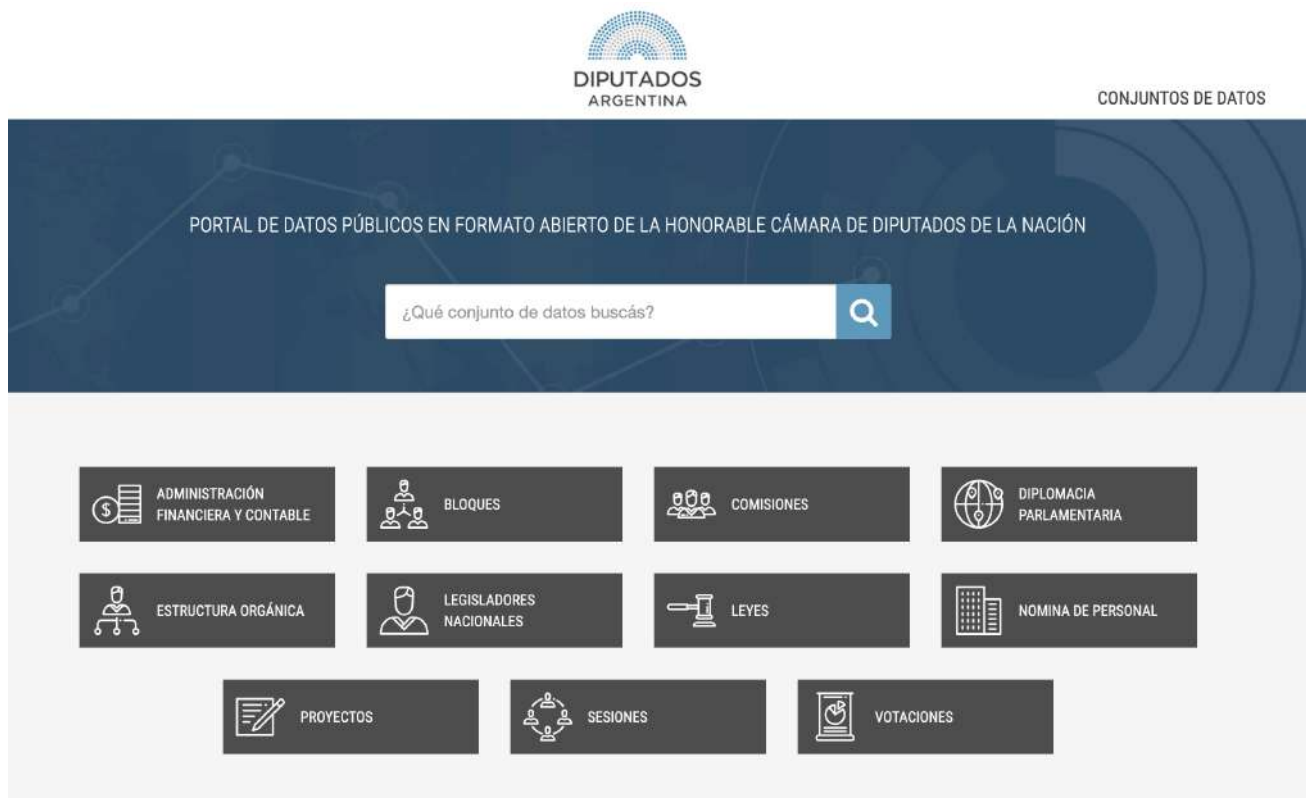 DIPUTADOS
ARGENTINA
CONJUNTOS DE DATOS
PORTAL DE DATOS PÚBLICOS EN FORMATO ABIERTO DE LA HONORABLE CÁMARA DE DIPUTADOS DE LA NACIÓN
¿Qué conjunto de datos buscás?
ADMINISTRACIÓN
FINANCIERA Y CONTABLE
BLOQUES
COMISIONES
DIPLOMACIA
PARLAMENTARIA
ESTRUCTURA ORGÁNICA
LEGISLADORES
NACIONALES
LEYES
NOMINA DE PERSONAL
PROYECTOS
SESIONES
VOTACIONES